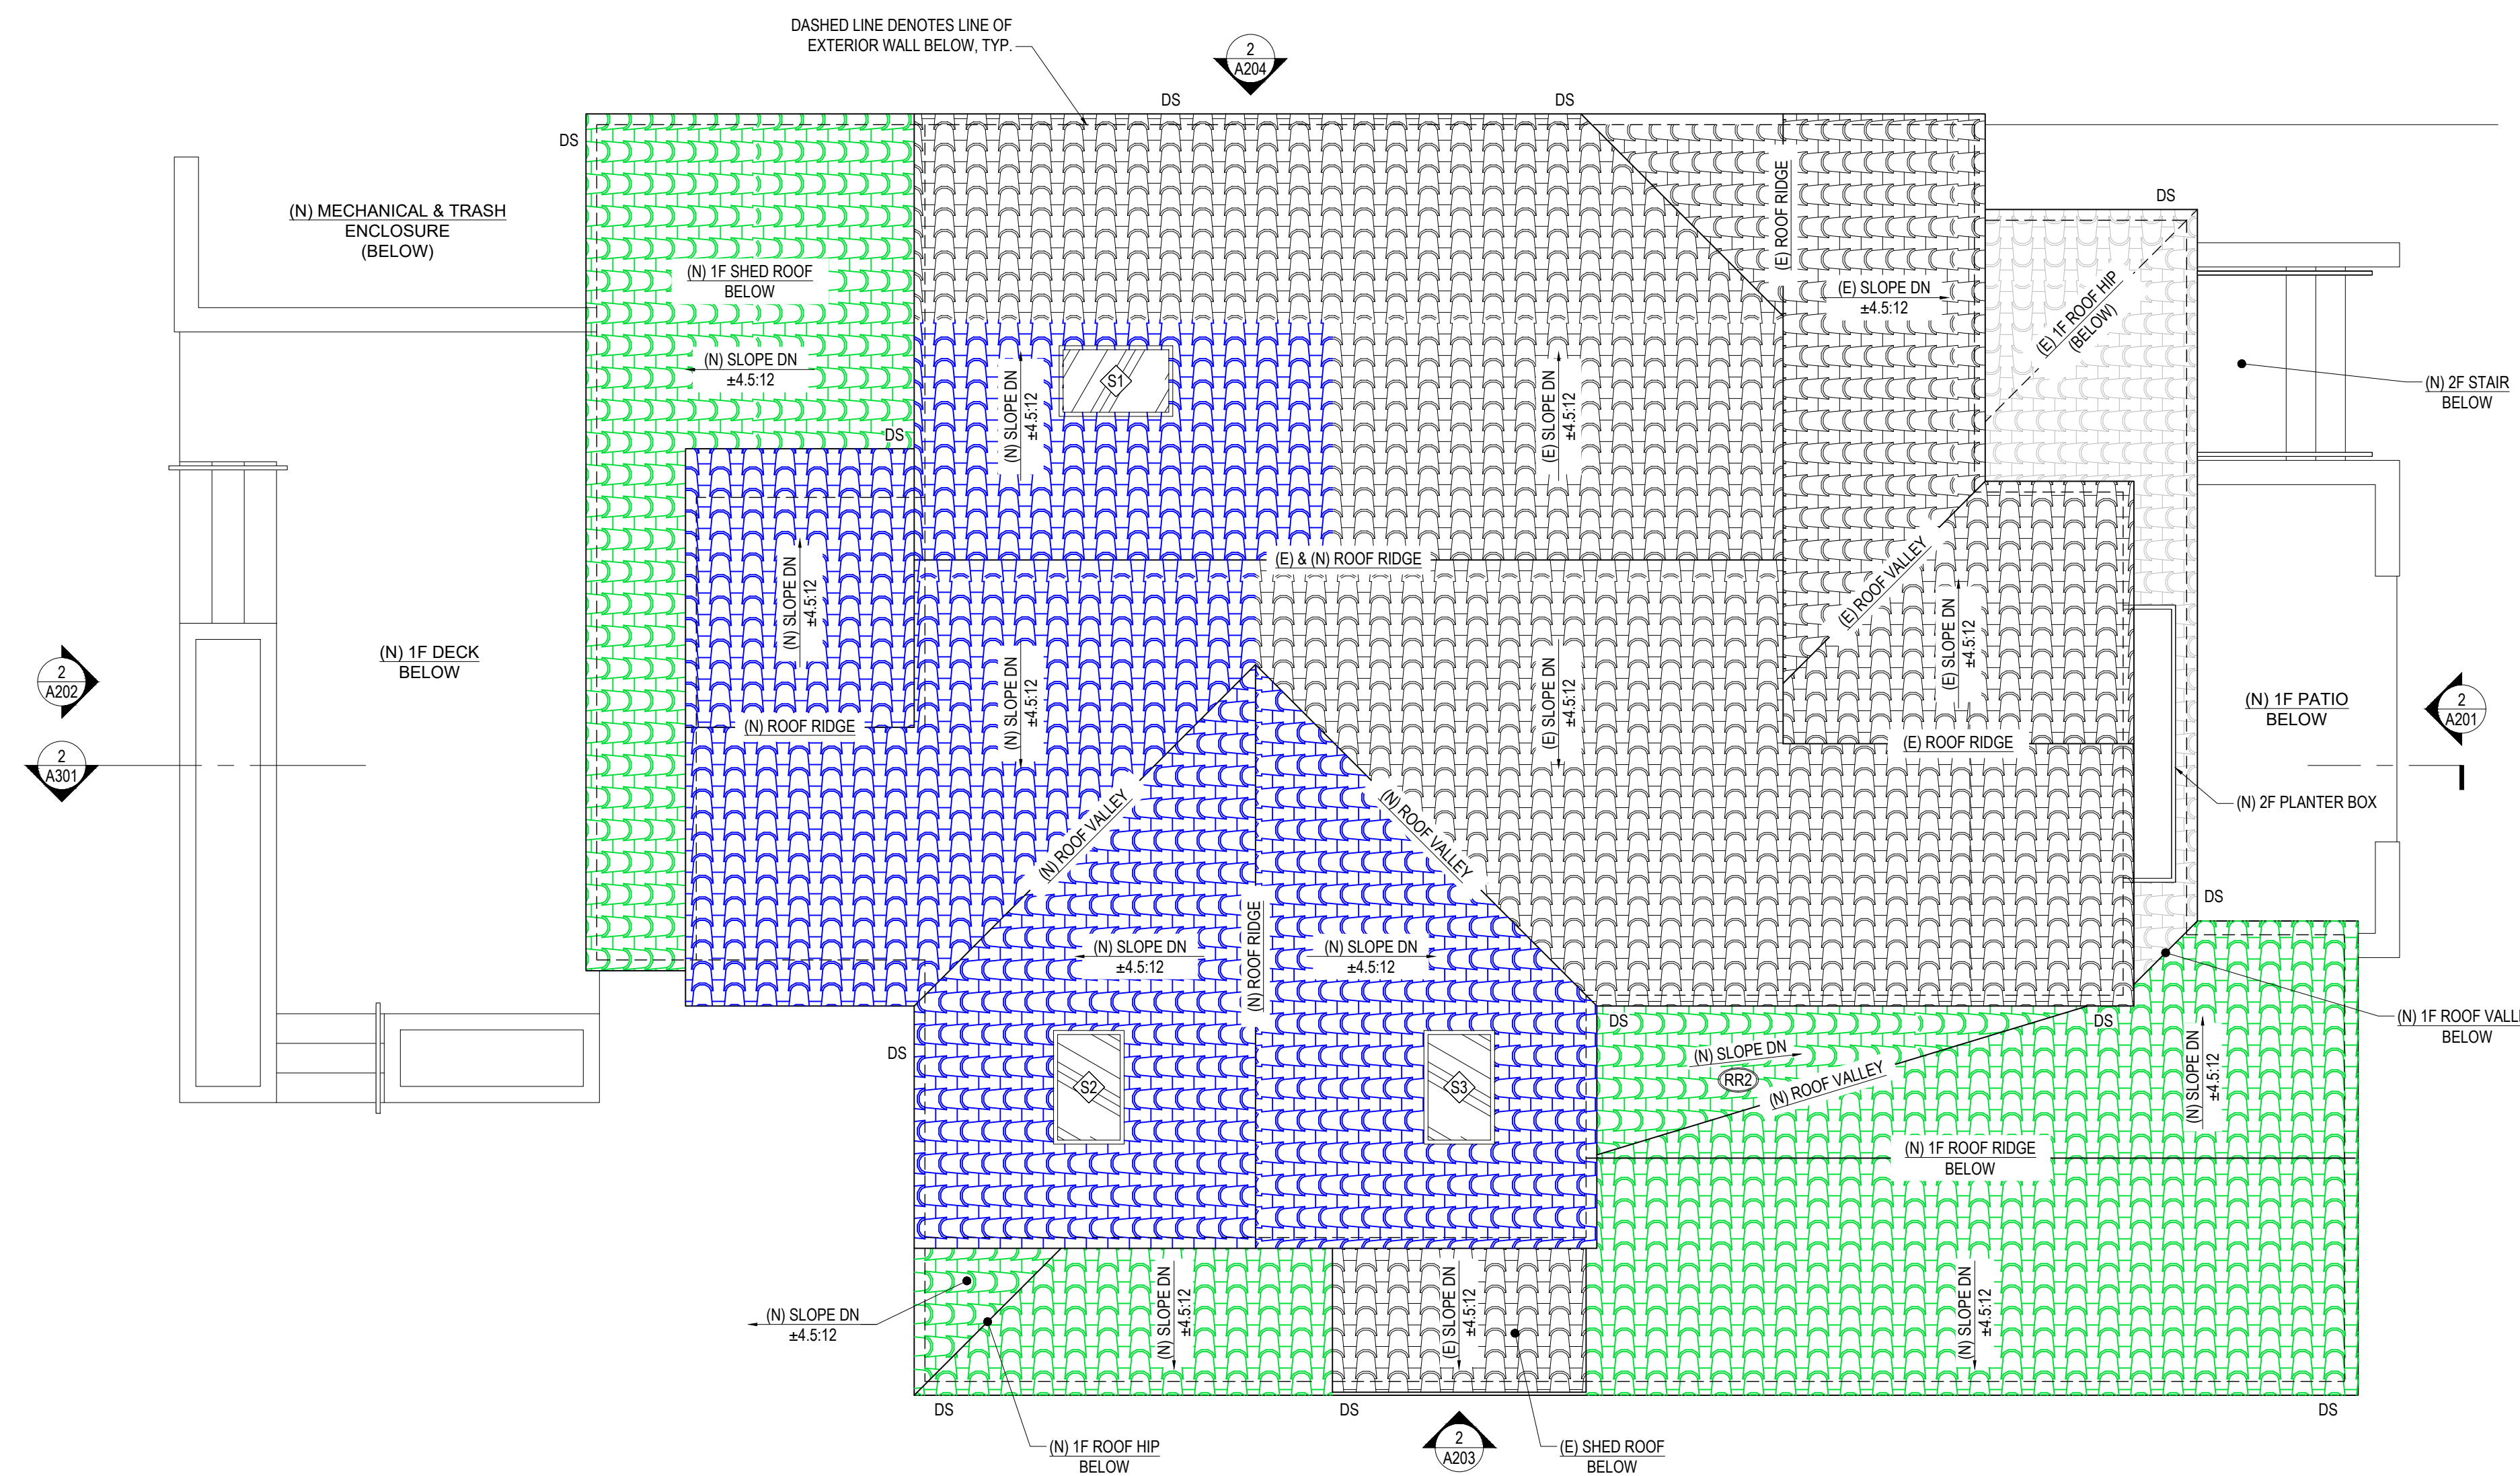 DASHED LINE DENOTES LINE OF
EXTERIOR WALL BELOW, TYP.
2
A204
DS
DS
DS
DS
(N) MECHANICAL & TRASH
ENCLOSURE
(BELOW)
(N) 1F SHED ROOF
BELOW
(E) ROOF RIDGE
(E) SLOPE DN
±4.5:12
(E) 1F ROOF HIP
(BELOW)
(N) SLOPE DN
±4.5:12
S1
(N) SLOPE DN
±4.5:12
(E) SLOPE DN
±4.5:12
(N) 2F STAIR
BELOW
DS
(E) & (N) ROOF RIDGE
(N) SLOPE DN
±4.5:12
(E) ROOF VALLEY
(E) SLOPE DN
±4.5:12
(N) 1F DECK
BELOW
2
A202
(N) SLOPE DN
±4.5:12
(E) SLOPE DN
±4.5:12
(N) 1F PATIO
BELOW
2
A201
(N) ROOF RIDGE
(E) ROOF RIDGE
2
A301
(N) 2F PLANTER BOX
(N) ROOF VALLEY
(N) ROOF VALLEY
DS
(N) SLOPE DN
±4.5:12
(N) ROOF RIDGE
(N) SLOPE DN
±4.5:12
DS
DS
(N) 1F ROOF VALL
BELOW
DS
(N) SLOPE DN
RR2
(N) ROOF VALLEY
(N) SLOPE DN
±4.5:12
S2
S3
(N) 1F ROOF RIDGE
BELOW
(N) SLOPE DN
±4.5:12
(N) SLOPE DN
±4.5:12
(E) SLOPE DN
±4.5:12
(N) SLOPE DN
±4.5:12
DS
DS
DS
(N) 1F ROOF HIP
BELOW
2
A203
(E) SHED ROOF
BELOW